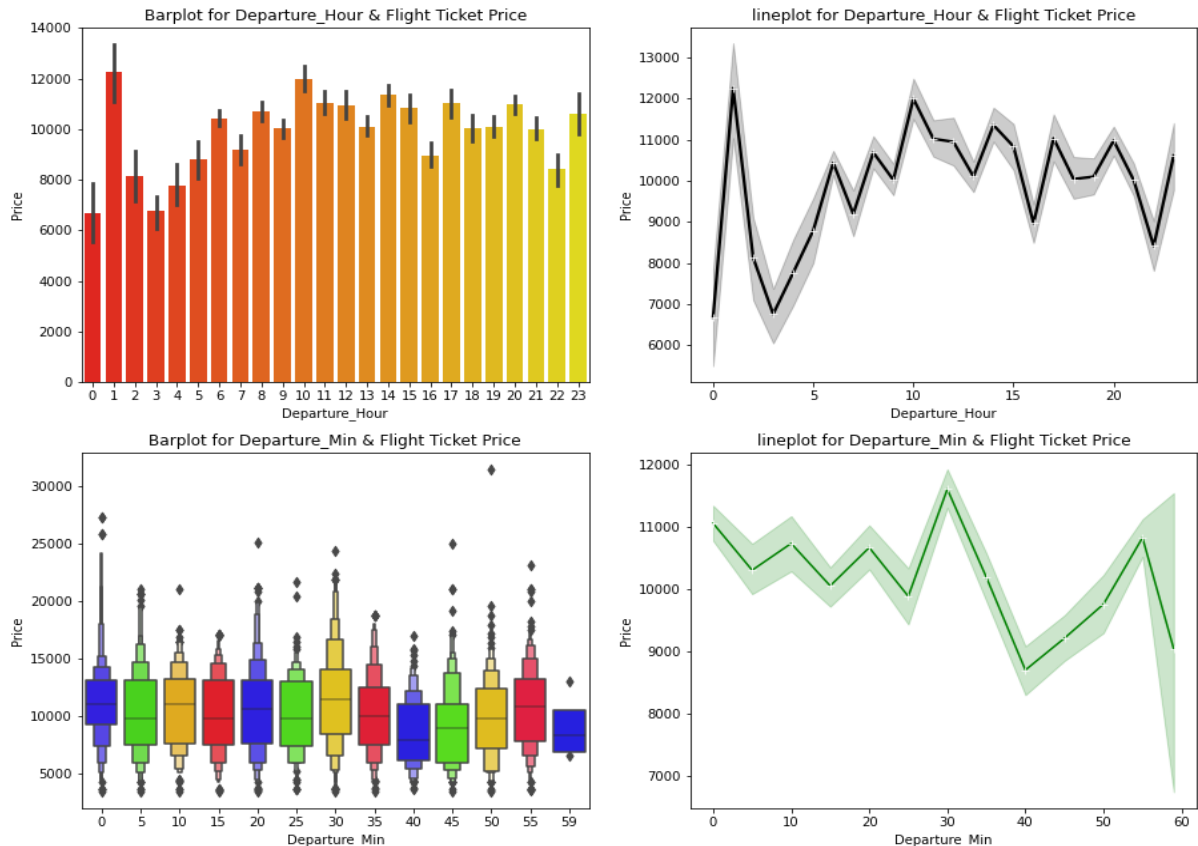 Barplot for Departure_Hour & Flight Ticket Price
14000
12000
10000
8000
6000
4000
2000
0
Price
0 1 2 3 4 5 6 7 8 9 10 11 12 13 14 15 16 17 18 19 20 21 22 23
Departure_Hour
lineplot for Departure_Hour & Flight Ticket Price
13000
12000
11000
10000
9000
8000
7000
6000
Price
0 5 10 15 20
Departure_Hour
Barplot for Departure_Min & Flight Ticket Price
30000
25000
20000
15000
10000
5000
Price
0 5 10 15 20 25 30 35 40 45 50 55 59
Departure_Min
lineplot for Departure_Min & Flight Ticket Price
12000
11000
10000
9000
8000
7000
Price
0 10 20 30 40 50 60
Departure_Min